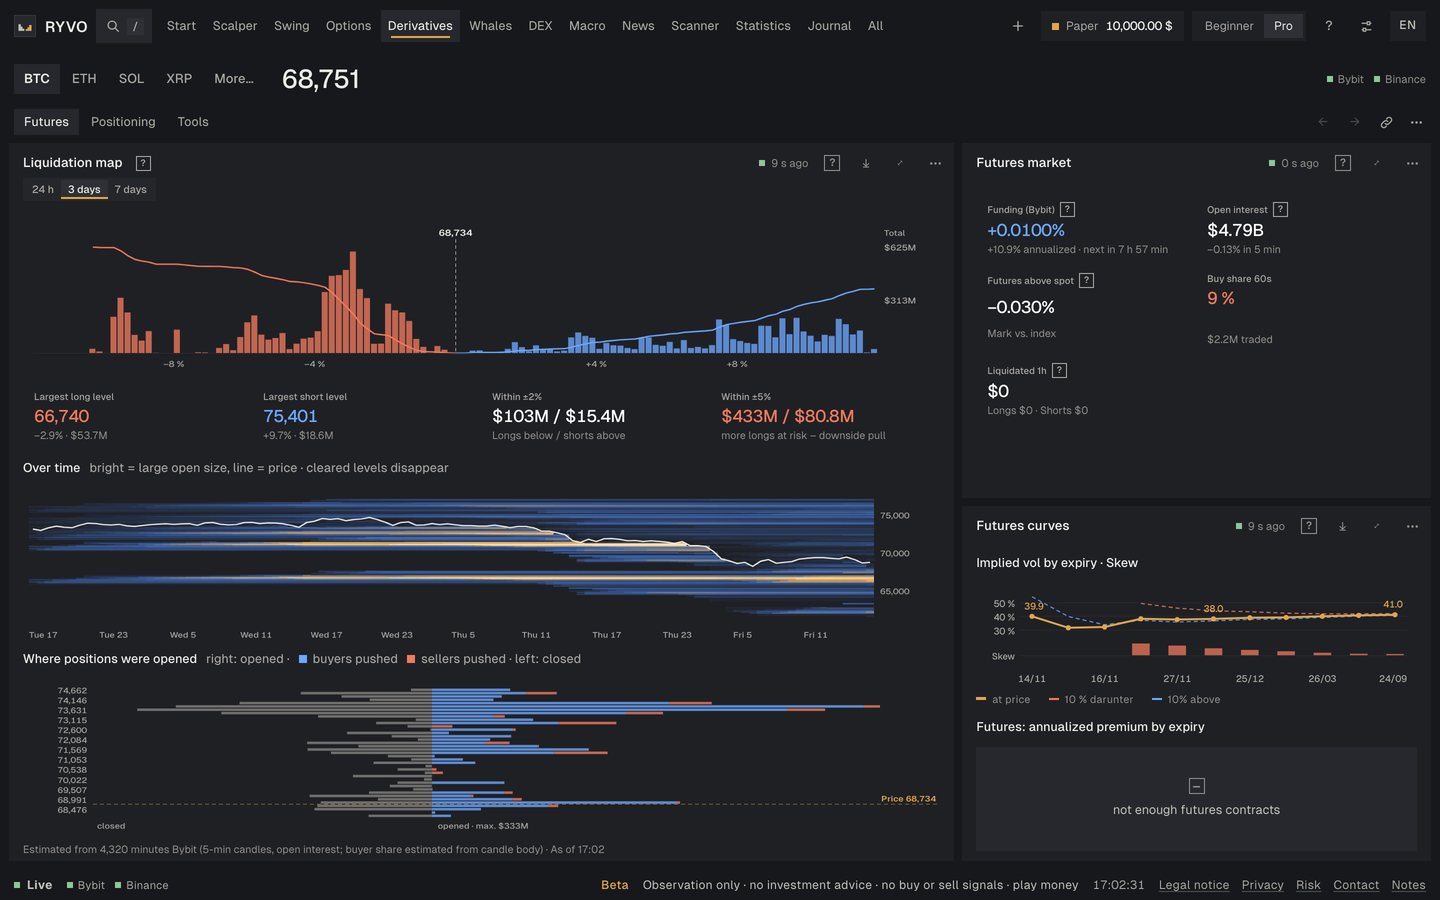 RYVO / Start Scalper Swing Options Derivatives Whales DEX Macro News Scanner Statistics Journal All + Paper 10,000.00 $ Beginner Pro ? EN
BTC ETH SOL XRP More... 68,751 Bybit Binance
Futures Positioning Tools
Liquidation map ? 9 s ago ?
24 h 3 days 7 days
68,734
Total
$625M
$313M
−8 % −4 % +4 % +8 %
Largest long level
66,740
−2.9% · $53.7M
Largest short level
75,401
+9.7% · $18.6M
Within ±2%
$103M / $15.4M
Longs below / shorts above
Within ±5%
$433M / $80.8M
more longs at risk – downside pull
Over time bright = large open size, line = price · cleared levels disappear
75,000
70,000
65,000
Tue 17 Tue 23 Wed 5 Wed 11 Wed 17 Wed 23 Thu 5 Thu 11 Thu 17 Thu 23 Fri 5 Fri 11
Where positions were opened right: opened · buyers pushed sellers pushed · left: closed
74,662
74,146
73,631
73,115
72,600
72,084
71,569
71,053
70,538
70,022
69,507
68,991
68,476
Price 68,734
closed opened · max. $333M
Estimated from 4,320 minutes Bybit (5-min candles, open interest; buyer share estimated from candle body) · As of 17:02
Futures market 0 s ago ?
Funding (Bybit) ?
+0.0100%
+10.9% annualized · next in 7 h 57 min
Open interest ?
$4.79B
−0.13% in 5 min
Futures above spot ?
−0.030%
Mark vs. index
Buy share 60s
9 %
$2.2M traded
Liquidated 1h ?
$0
Longs $0 · Shorts $0
Futures curves 9 s ago ?
Implied vol by expiry · Skew
50 %
40 %
30 %
39.9 38.0 41.0
Skew
14/11 16/11 27/11 25/12 26/03 24/09
at price 10 % darunter 10% above
Futures: annualized premium by expiry
not enough futures contracts
Live Bybit Binance Beta Observation only · no investment advice · no buy or sell signals · play money 17:02:31 Legal notice Privacy Risk Contact Notes